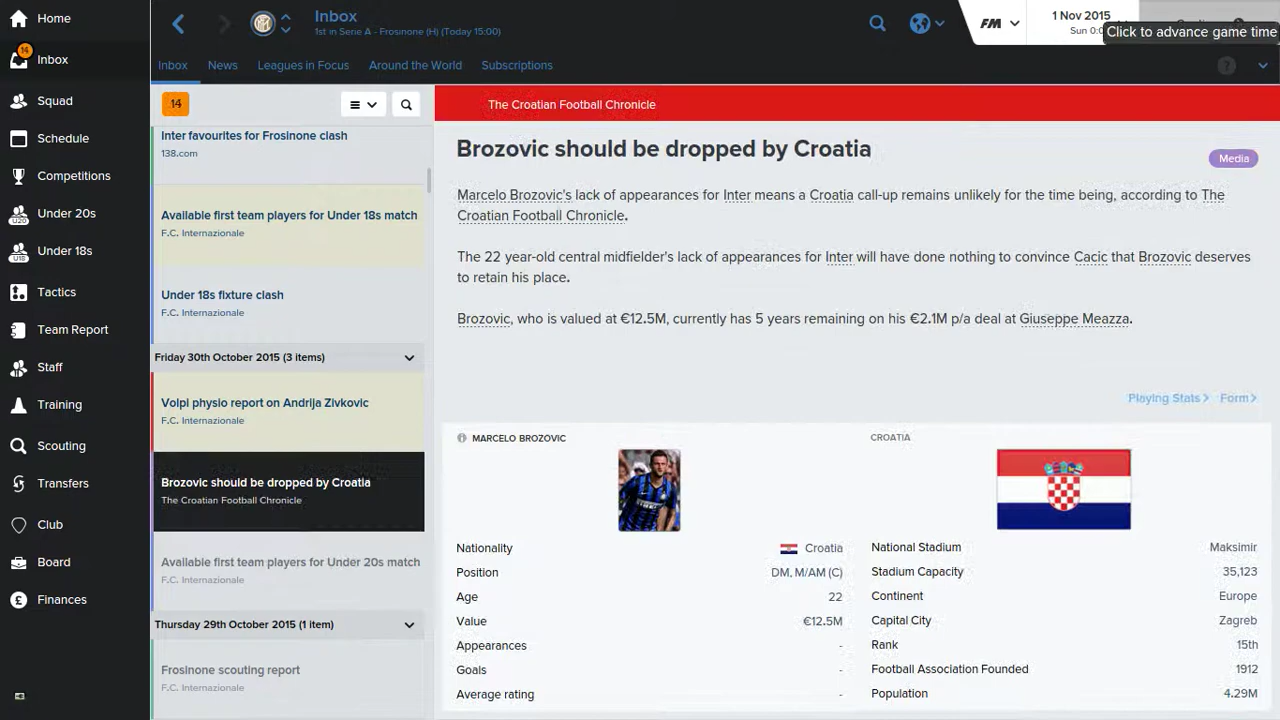 Home
14
Inbox
Squad
Schedule
Competitions
U20
Under 20s
U18
Under 18s
Tactics
Team Report
Staff
Training
Scouting
Transfers
Club
Board
Finances
Inbox
1st in Serie A - Frosinone (H) (Today 15:00)
FM
1 Nov 2015
Click to advance game time
Inbox
News
Leagues in Focus
Around the World
Subscriptions
?
14
Inter favourites for Frosinone clash
138.com
Available first team players for Under 18s match
F.C. Internazionale
Under 18s fixture clash
F.C. Internazionale
Friday 30th October 2015 (3 items)
Volpi physio report on Andrija Zivkovic
F.C. Internazionale
Brozovic should be dropped by Croatia
The Croatian Football Chronicle
Available first team players for Under 20s match
F.C. Internazionale
Thursday 29th October 2015 (1 item)
Frosinone scouting report
F.C. Internazionale
The Croatian Football Chronicle
Brozovic should be dropped by Croatia
Media
Marcelo Brozovic's lack of appearances for Inter means a Croatia call-up remains unlikely for the time being, according to The
Croatian Football Chronicle.
The 22 year-old central midfielder's lack of appearances for Inter will have done nothing to convince Cacic that Brozovic deserves
to retain his place.
Brozovic, who is valued at €12.5M, currently has 5 years remaining on his €2.1M p/a deal at Giuseppe Meazza.
Playing Stats
Form
MARCELO BROZOVIC
Nationality Croatia
Position DM, M/AM (C)
Age 22
Value €12.5M
Appearances -
Goals -
Average rating -
CROATIA
National Stadium Maksimir
Stadium Capacity 35,123
Continent Europe
Capital City Zagreb
Rank 15th
Football Association Founded 1912
Population 4.29M